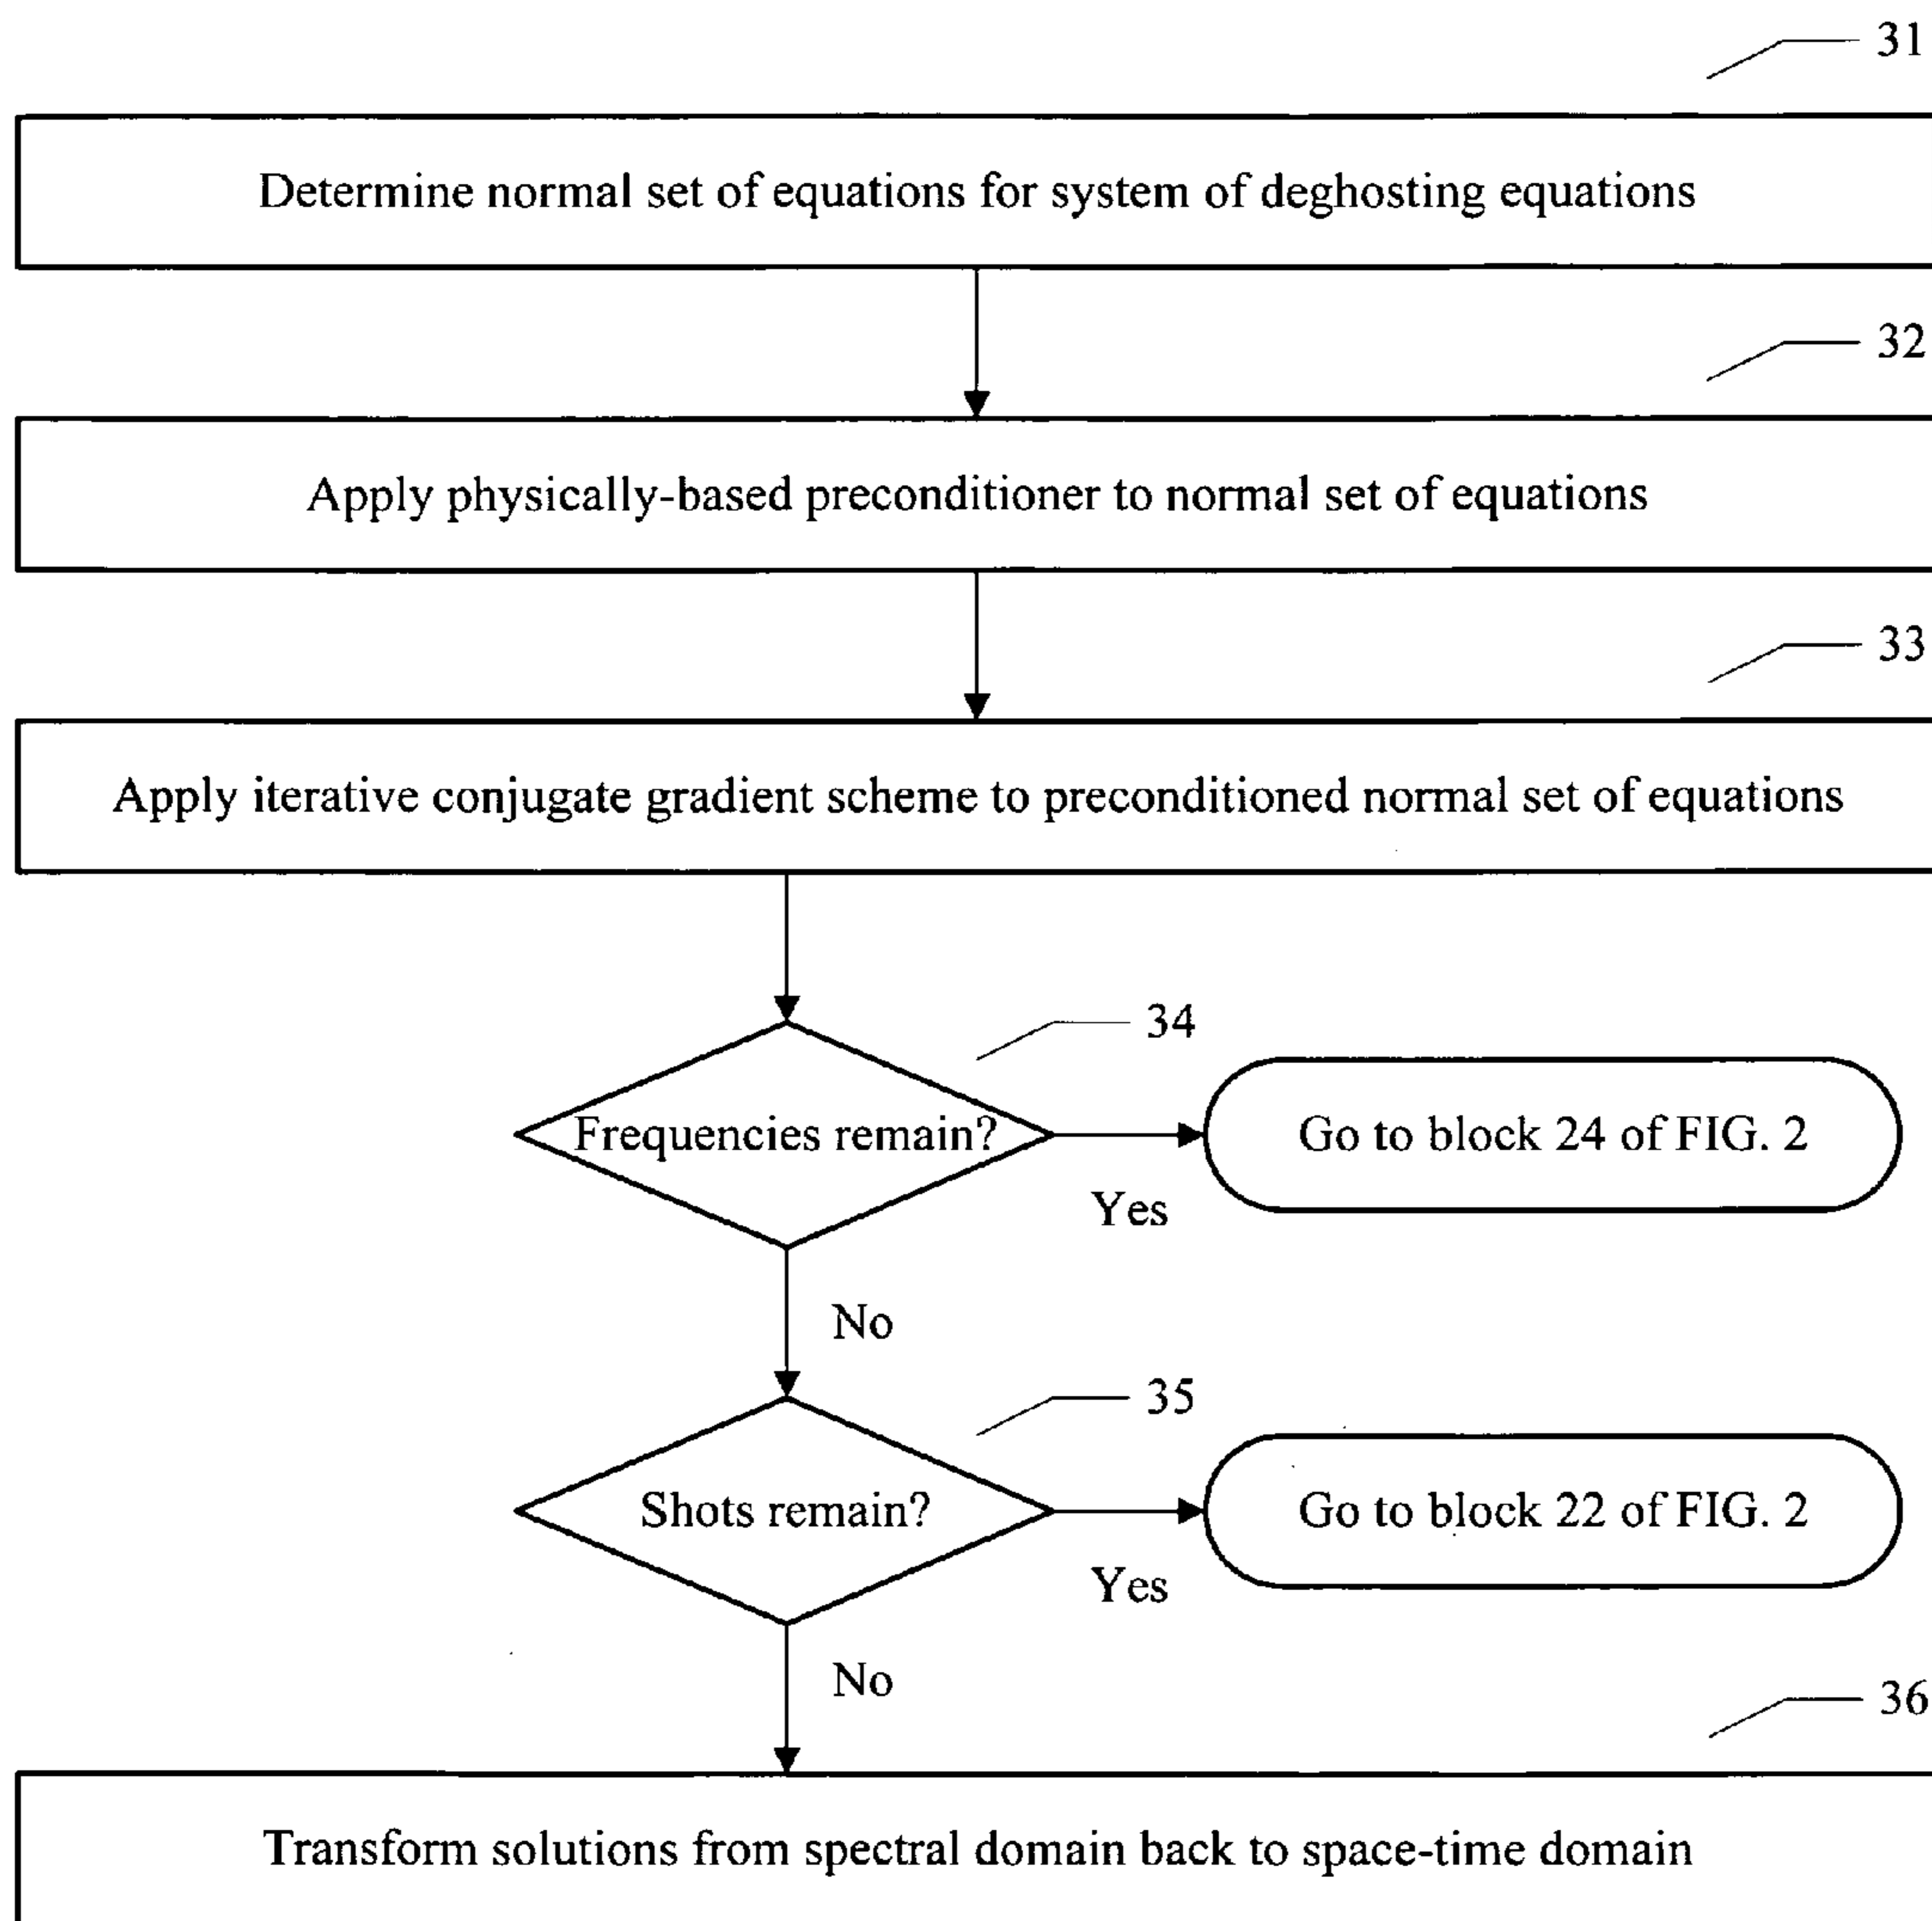 31
Determine normal set of equations for system of deghosting equations
32
Apply physically-based preconditioner to normal set of equations
33
Apply iterative conjugate gradient scheme to preconditioned normal set of equations
34
Frequencies remain?
Go to block 24 of FIG. 2
Yes
No
35
Shots remain?
Go to block 22 of FIG. 2
Yes
No
36
Transform solutions from spectral domain back to space-time domain